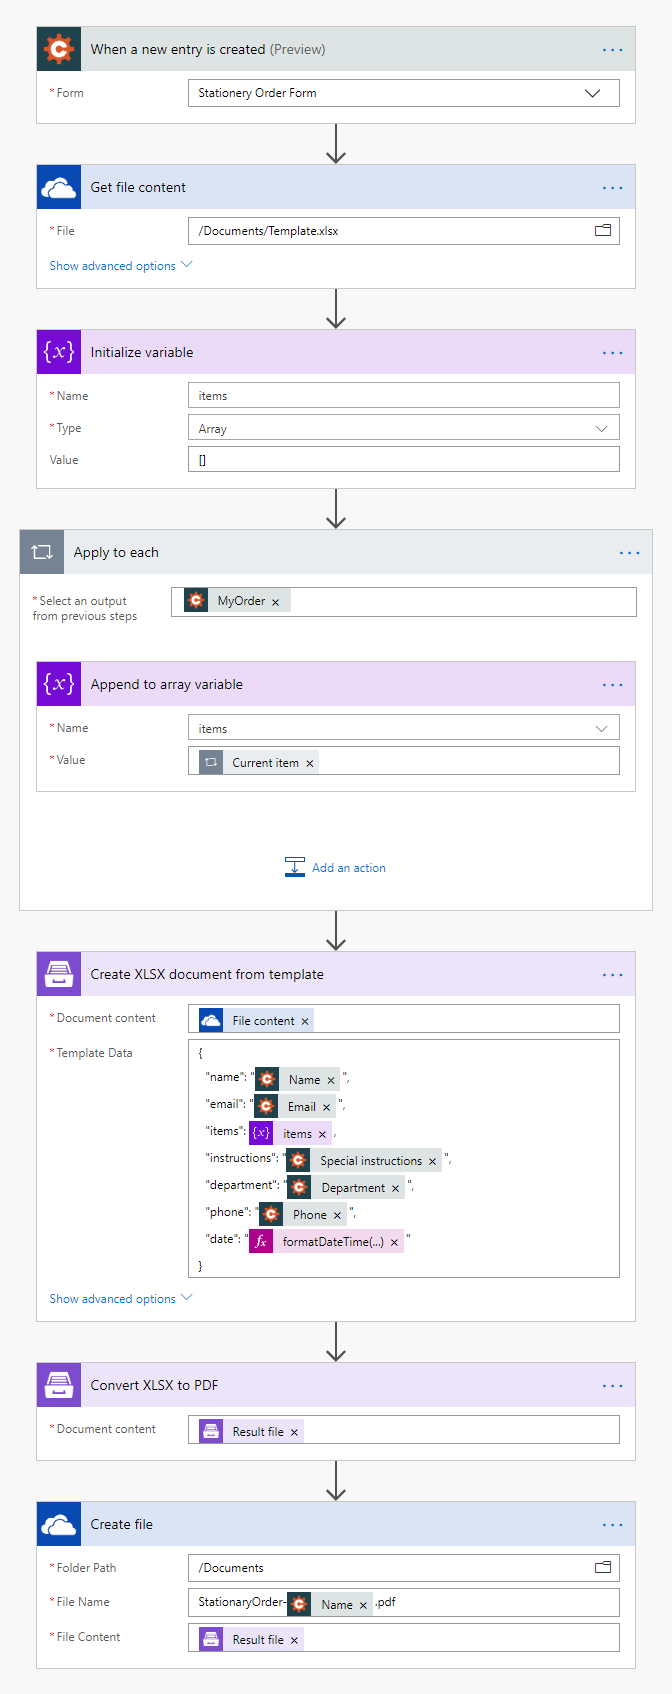 When a new entry is created (Preview)
* Form
Stationery Order Form
Get file content
* File
/Documents/Template.xlsx
Show advanced options
{x} Initialize variable
* Name
items
* Type
Array
Value
[]
Apply to each
* Select an output
from previous steps
MyOrder ×
{x} Append to array variable
* Name
items
* Value
Current item ×
Add an action
Create XLSX document from template
* Document content
File content ×
* Template Data
{
"name": " Name × ",
"email": " Email × ",
"items": {x} items × ,
"instructions": " Special instructions × ",
"department": " Department × ",
"phone": " Phone × ",
"date": " fx formatDateTime(...) × "
}
Show advanced options
Convert XLSX to PDF
* Document content
Result file ×
Create file
* Folder Path
/Documents
* File Name
StationaryOrder- Name × .pdf
* File Content
Result file ×